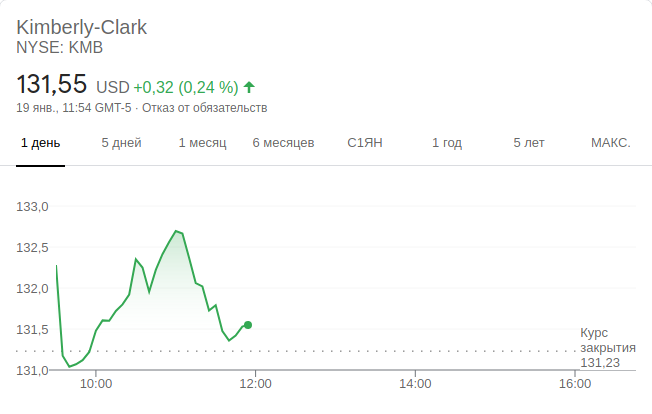 Kimberly-Clark
NYSE: KMB
131,55 USD +0,32 (0,24 %)
19 янв., 11:54 GMT-5 · Отказ от обязательств
1 день 5 дней 1 месяц 6 месяцев С1ЯН 1 год 5 лет МАКС.
133,0
132,5
132,0
131,5
131,0
Курс
закрытия
131,23
10:00 12:00 14:00 16:00